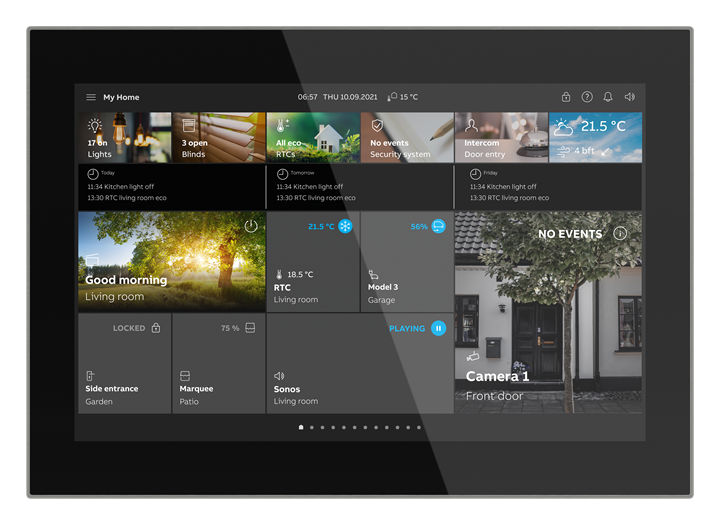 My Home
06:57 THU 10.09.2021 15 °C
17 on
Lights
3 open
Blinds
All eco
RTCs
No events
Security system
Intercom
Door entry
21.5 °C
4 bft
Today
11:34 Kitchen light off
13:30 RTC living room eco
Tomorrow
11:34 Kitchen light off
13:30 RTC living room eco
Friday
11:34 Kitchen light off
13:30 RTC living room eco
Good morning
Living room
21.5 °C
18.5 °C
RTC
Living room
56%
Model 3
Garage
NO EVENTS
Camera 1
Front door
LOCKED
Side entrance
Garden
75 %
Marquee
Patio
PLAYING
Sonos
Living room